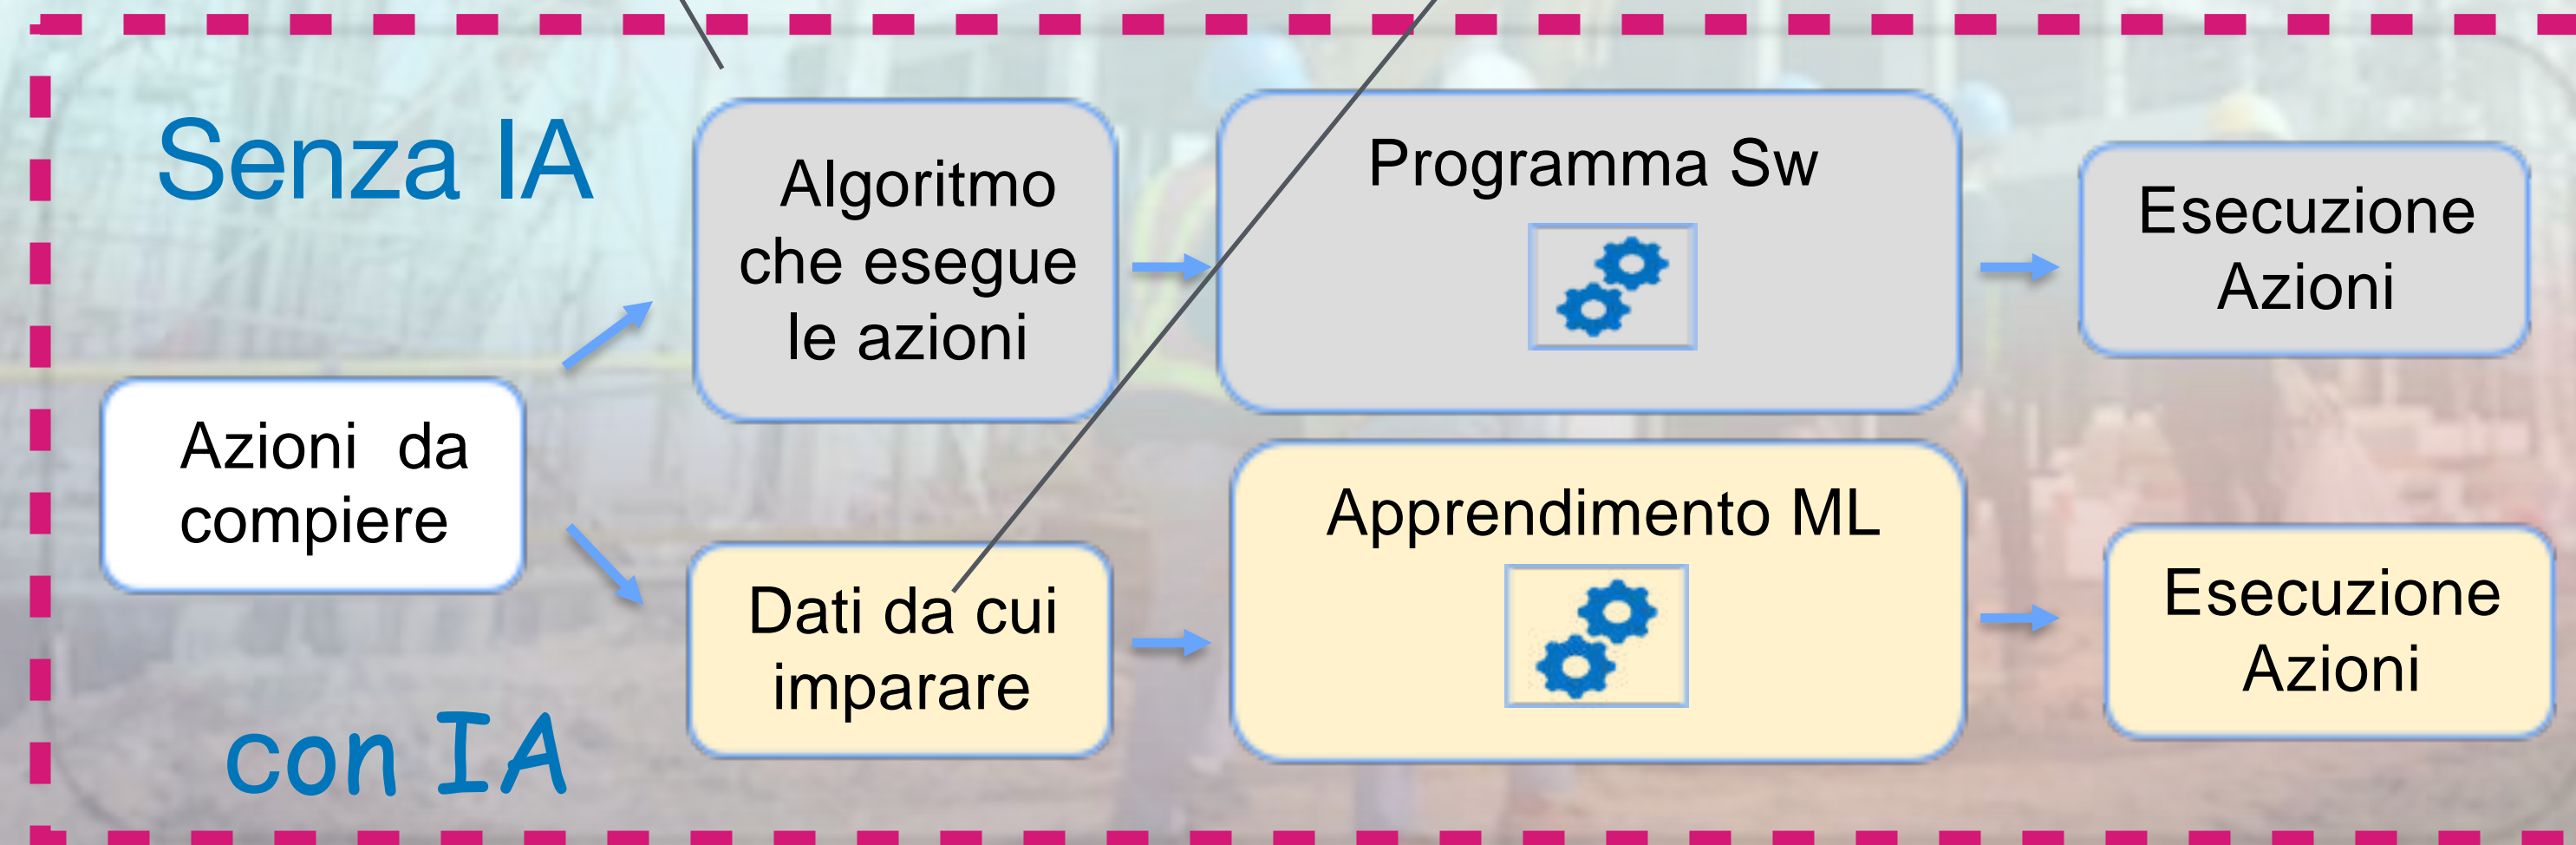 Senza IA
Algoritmo
che esegue
le azioni
Programma Sw
Esecuzione
Azioni
Azioni da
compiere
Dati da cui
imparare
Apprendimento ML
Esecuzione
Azioni
con IA